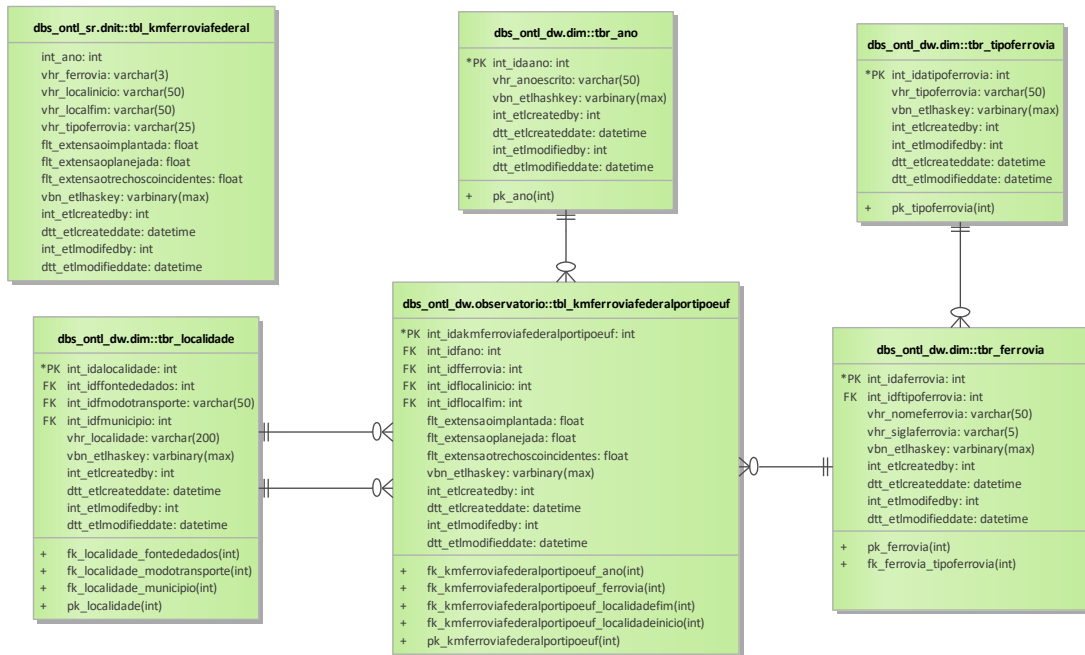 dbs_ontl_sr.dnit::tbl_kmferroviafederal
int_ano: int
vhr_ferrovia: varchar(3)
vhr_localinicio: varchar(50)
vhr_localfim: varchar(50)
vhr_tipoferrovia: varchar(25)
flt_extensaoimplantada: float
flt_extensaoplanejada: float
flt_extensaotrechoscoincidentes: float
vbn_etlhaskey: varbinary(max)
int_etlcreatedby: int
dtt_etlcreateddate: datetime
int_etlmodifedby: int
dtt_etlmodifieddate: datetime
dbs_ontl_dw.dim::tbr_ano
*PK int_idaano: int
vhr_anoescrito: varchar(50)
vbn_etlhashkey: varbinary(max)
int_etlcreatedby: int
dtt_etlcreateddate: datetime
int_etlmodifiedby: int
dtt_etlmodifieddate: datetime
+ pk_ano(int)
dbs_ontl_dw.dim::tbr_tipoferrovia
*PK int_idatipoferrovia: int
vhr_tipoferrovia: varchar(50)
vbn_etlhaskey: varbinary(max)
int_etlcreatedby: int
int_etlmodifedby: int
dtt_etlcreateddate: datetime
dtt_etlmodifieddate: datetime
+ pk_tipoferrovia(int)
dbs_ontl_dw.dim::tbr_localidade
*PK int_idalocalidade: int
FK int_idffontededados: int
FK int_idfmodotransporte: varchar(50)
FK int_idfmunicipio: int
vhr_localidade: varchar(200)
vbn_etlhaskey: varbinary(max)
int_etlcreatedby: int
dtt_etlcreateddate: datetime
int_etlmodifedby: int
dtt_etlmodifieddate: datetime
+ fk_localidade_fontededados(int)
+ fk_localidade_modotransporte(int)
+ fk_localidade_municipio(int)
+ pk_localidade(int)
dbs_ontl_dw.observatorio::tbl_kmferroviafederalportipoeuf
*PK int_idakmferroviafederalportipoeuf: int
FK int_idfano: int
FK int_idfferrovia: int
FK int_idflocalinicio: int
FK int_idflocalfim: int
flt_extensaoimplantada: float
flt_extensaoplanejada: float
flt_extensaotrechoscoincidentes: float
vbn_etlhaskey: varbinary(max)
int_etlcreatedby: int
dtt_etlcreateddate: datetime
int_etlmodifedby: int
dtt_etlmodifieddate: datetime
+ fk_kmferroviafederalportipoeuf_ano(int)
+ fk_kmferroviafederalportipoeuf_ferrovia(int)
+ fk_kmferroviafederalportipoeuf_localidadefim(int)
+ fk_kmferroviafederalportipoeuf_localidadeinicio(int)
+ pk_kmferroviafederalportipoeuf(int)
dbs_ontl_dw.dim::tbr_ferrovia
*PK int_idaferrovia: int
FK int_idftipoferrovia: int
vhr_nomeferrovia: varchar(50)
vhr_siglaferrovia: varchar(5)
vbn_etlhaskey: varbinary(max)
int_etlcreatedby: int
dtt_etlcreateddate: datetime
int_etlmodifedby: int
dtt_etlmodifieddate: datetime
+ pk_ferrovia(int)
+ fk_ferrovia_tipoferrovia(int)